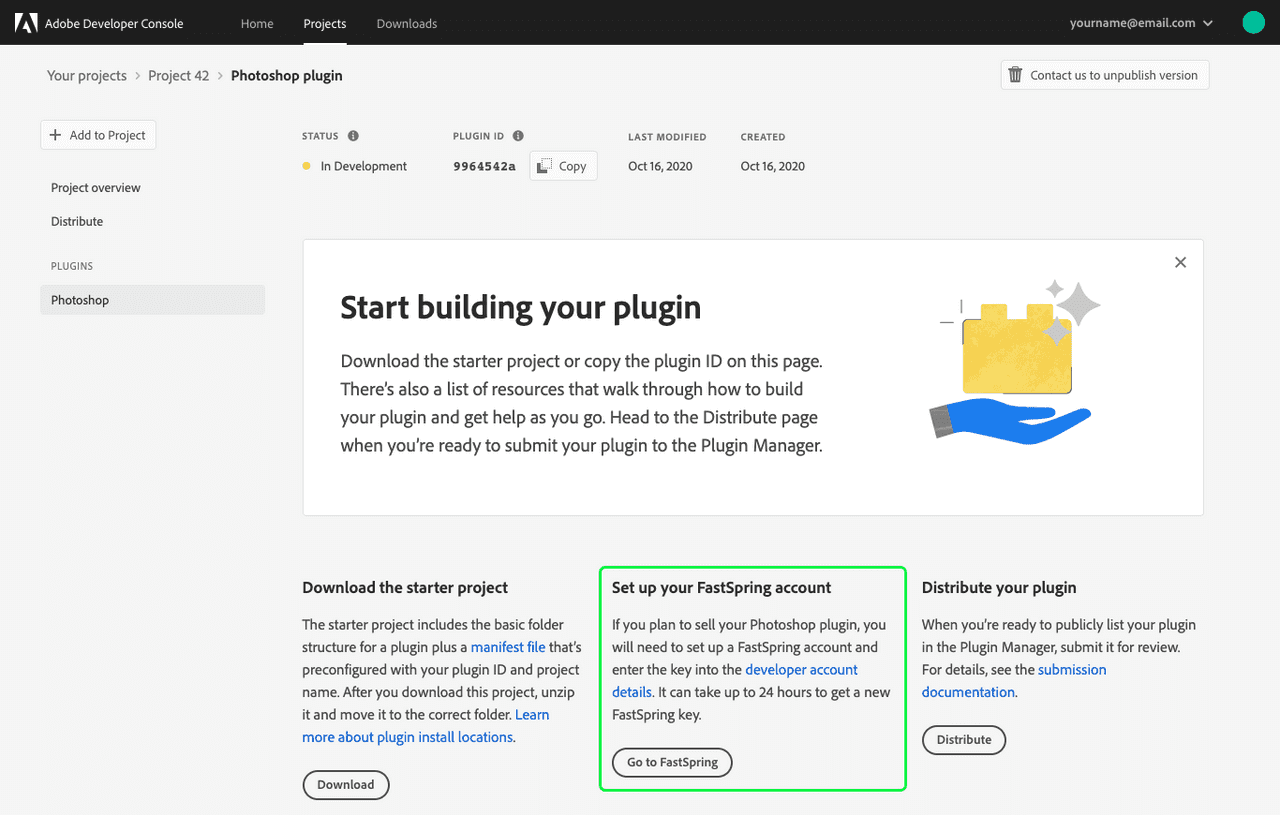 Adobe Developer Console
Home
Projects
Downloads
yourname@email.com
Your projects > Project 42 > Photoshop plugin
Contact us to unpublish version
+ Add to Project
Project overview
Distribute
PLUGINS
Photoshop
STATUS
In Development
PLUGIN ID
9964542a
Copy
LAST MODIFIED
Oct 16, 2020
CREATED
Oct 16, 2020
Start building your plugin
Download the starter project or copy the plugin ID on this page.
There’s also a list of resources that walk through how to build
your plugin and get help as you go. Head to the Distribute page
when you’re ready to submit your plugin to the Plugin Manager.
Download the starter project
The starter project includes the basic folder
structure for a plugin plus a manifest file that’s
preconfigured with your plugin ID and project
name. After you download this project, unzip
it and move it to the correct folder. Learn
more about plugin install locations.
Download
Set up your FastSpring account
If you plan to sell your Photoshop plugin, you
will need to set up a FastSpring account and
enter the key into the developer account
details. It can take up to 24 hours to get a new
FastSpring key.
Go to FastSpring
Distribute your plugin
When you’re ready to publicly list your plugin
in the Plugin Manager, submit it for review.
For details, see the submission
documentation.
Distribute